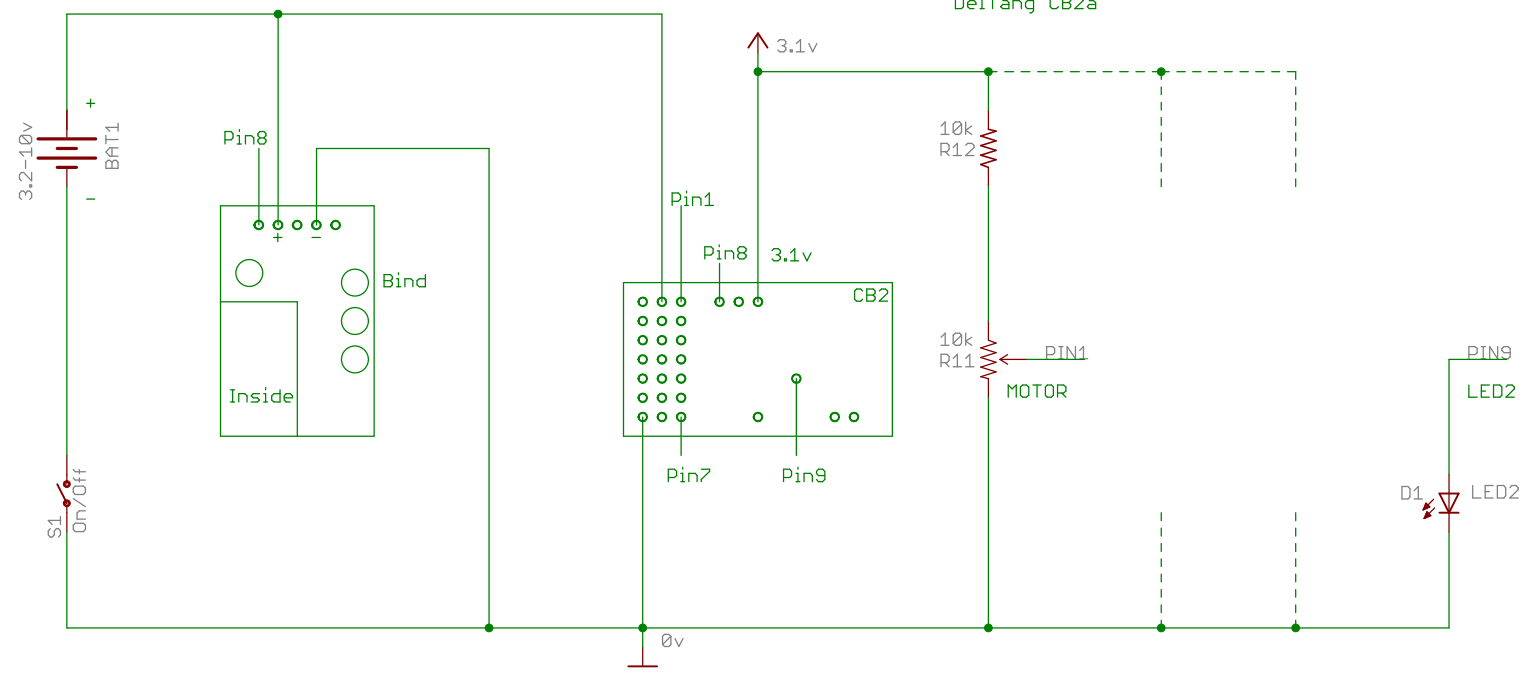 DelTang CB2a
3.1v
+
3.2-10v
BAT1
-
Pin8
10k
R12
Pin1
+
-
Bind
Pin8
3.1v
CB2
10k
R11
PIN1
MOTOR
PIN9
LED2
Inside
Pin7
Pin9
S1
On/Off
D1
LED2
0v